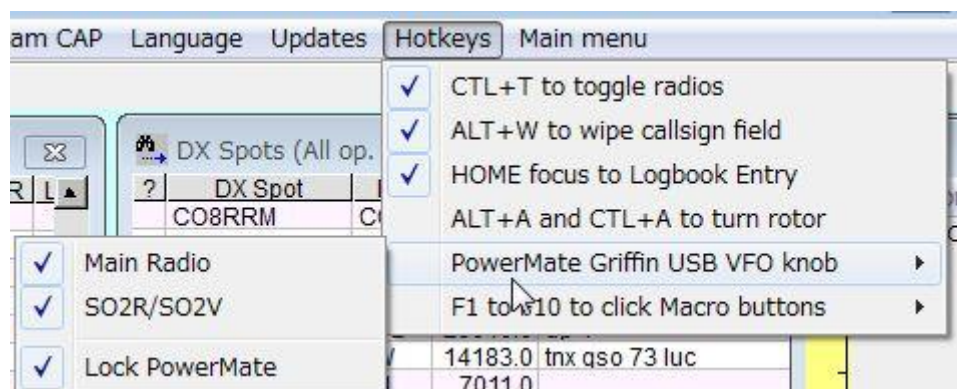 am CAP Language Updates Hotkeys Main menu
CTL+T to toggle radios
ALT+W to wipe callsign field
HOME focus to Logbook Entry
ALT+A and CTL+A to turn rotor
PowerMate Griffin USB VFO knob
F1 to F10 to click Macro buttons
DX Spots (All op.
R L
? DX Spot
CO8RRM
Main Radio
SO2R/SO2V
Lock PowerMate
14183.0 tnx qso 73 luc
7011.0